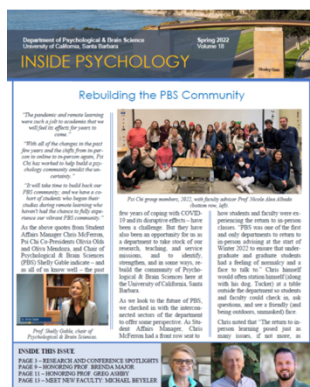 Department of Psychological & Brain Science
University of California, Santa Barbara
Spring 2022
Volume 18
INSIDE PSYCHOLOGY
Rebuilding the PBS Community
"The pandemic and remote learning
were such a jolt to academia that we
will feel its effects for years to
come."
"With all of the changes in the past
few years and the shifts from in-per-
son to online to in-person again, Psi
Chi has worked to help build a psy-
chology community amidst the un-
certainty."
"It will take time to build back our
PBS community; and we have a co-
hort of students who began their
studies during remote learning who
haven't had the chance to fully expe-
rience our vibrant PBS community."
As the above quotes from Student
Affairs Manager Chris McFerron,
Psi Chi Co-Presidents Olivia Olis
and Oliva Mendoza, and Chair of
Psychological & Brain Sciences
(PBS) Shelly Gable indicate – and
as all of us know well – the past
Prof. Shelly Gable, chair of
Psychological & Brain Sciences.
Psi Chi group members, 2022, with faculty advisor Prof. Nicole Alea Albada
(bottom row, left).
few years of coping with COVID-
19 and its disruptive effects – have
been a challenge. But they have
also been an opportunity for us as
a department to take stock of our
research, teaching, and service
missions, and to identify,
strengthen, and in some ways, re-
build the community of Psycho-
logical & Brain Sciences here at
the University of California, Santa
Barbara.
As we look to the future of PBS,
we checked in with the intercon-
nected sectors of the department
to offer some perspective. As Stu-
dent Affairs Manager, Chris
McFerron had a front row seat to
how students and faculty were ex-
periencing the return to in-person
classes. "PBS was one of the first
and only departments to return to
in-person advising at the start of
Winter 2022 to ensure that under-
graduate and graduate students
had a feeling of normalcy and a
face to talk to." Chris himself
would often station himself (along
with his dog, Tucker) at a table
outside the department so students
and faculty could check in, ask
questions, and see a friendly (and
being outdoors, unmasked) face.
Chris noted that "The return to in-
person learning posed just as
many issues, if not more, as
INSIDE THIS ISSUE
PAGE 3 – RESEARCH AND CONFERENCE SPOTLIGHTS
PAGE 9 – HONORING PROF. BRENDA MAJOR
PAGE 11 - HONORING PROF. GREG ASHBY
PAGE 13 – MEET NEW FACULTY: MICHAEL BEYELER